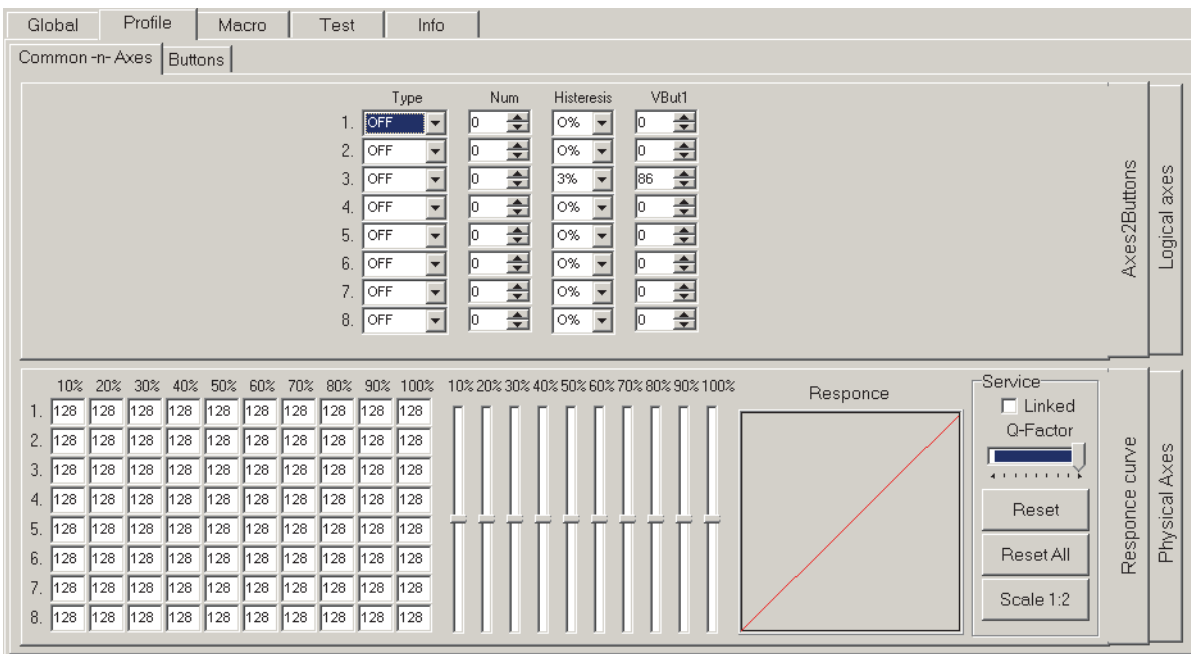 Global Profile Macro Test Info
Common -n- Axes Buttons
Type Num Histeresis VBut1
1. OFF 0 0% 0
2. OFF 0 0% 0
3. OFF 0 3% 86
4. OFF 0 0% 0
5. OFF 0 0% 0
6. OFF 0 0% 0
7. OFF 0 0% 0
8. OFF 0 0% 0
Axes2Buttons
Logical axes
10% 20% 30% 40% 50% 60% 70% 80% 90% 100%
1. 128 128 128 128 128 128 128 128 128 128
2. 128 128 128 128 128 128 128 128 128 128
3. 128 128 128 128 128 128 128 128 128 128
4. 128 128 128 128 128 128 128 128 128 128
5. 128 128 128 128 128 128 128 128 128 128
6. 128 128 128 128 128 128 128 128 128 128
7. 128 128 128 128 128 128 128 128 128 128
8. 128 128 128 128 128 128 128 128 128 128
10% 20% 30% 40% 50% 60% 70% 80% 90% 100%
Responce
Service
Linked
Q-Factor
Reset
Reset All
Scale 1:2
Responce curve
Physical Axes